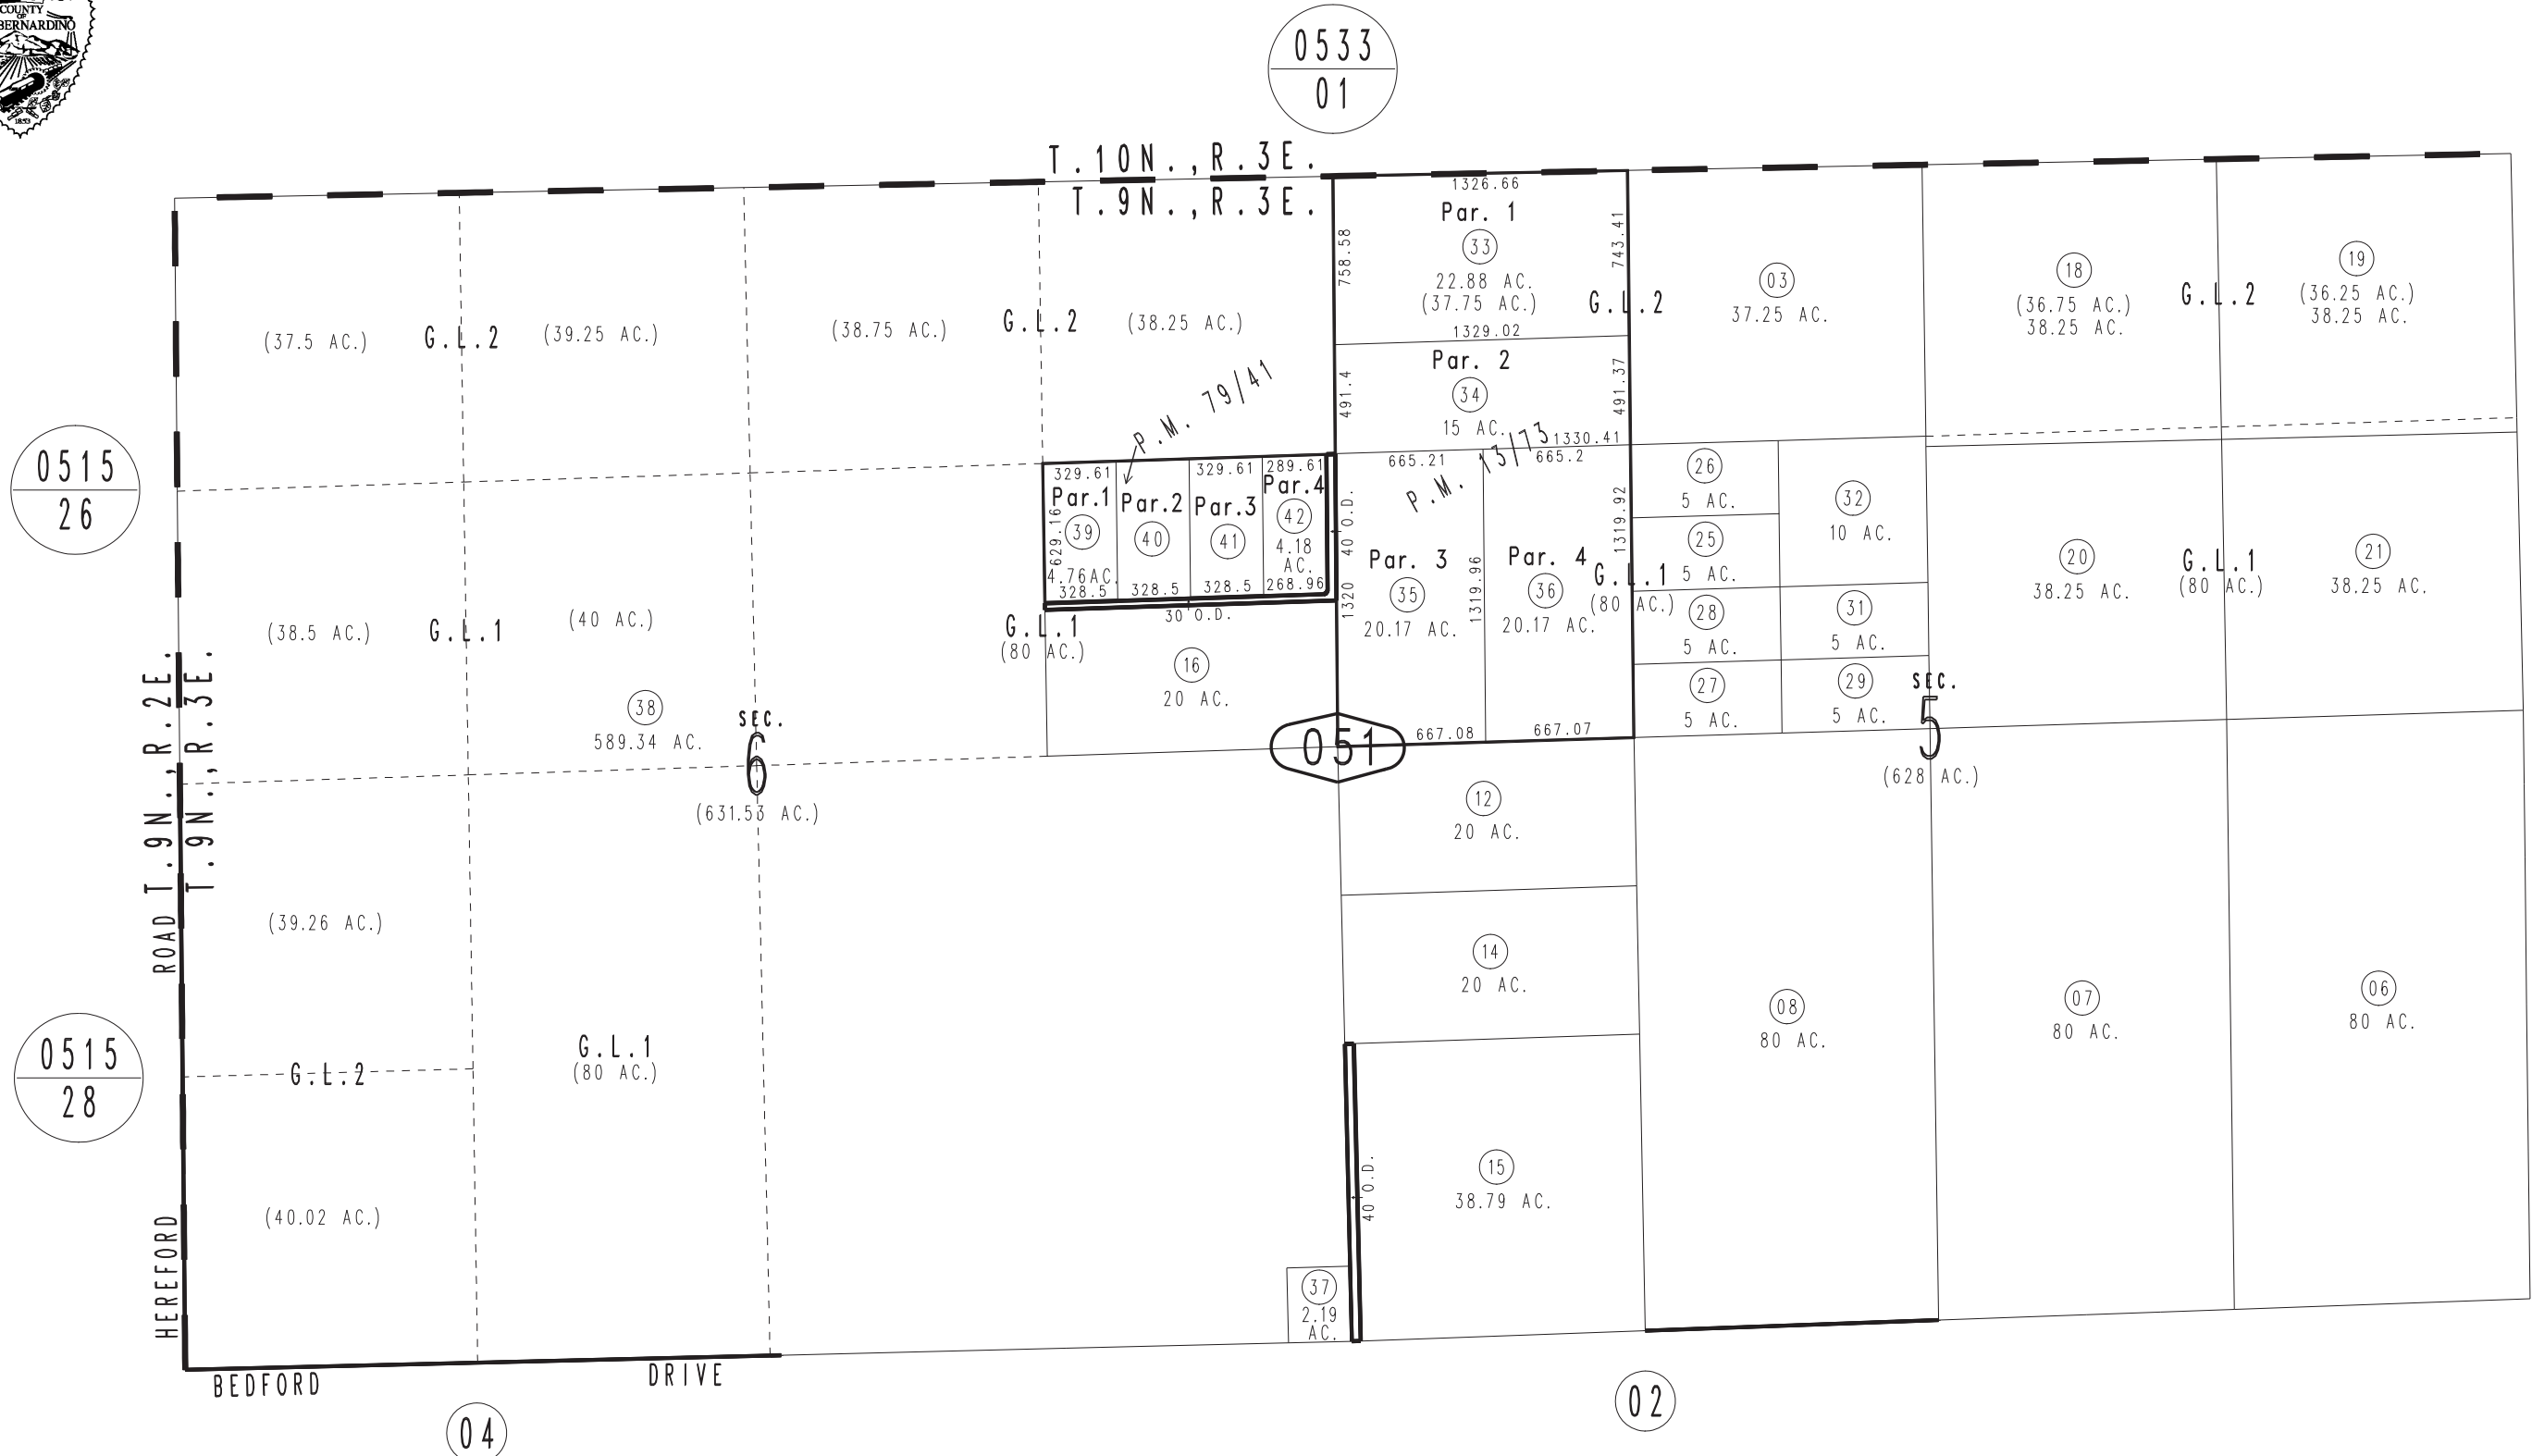 COUNTY
OF
BERNARDINO
1853
0533
01
T.10N.,R.3E.
T.9N.,R.3E.
1326.66
Par. 1
33
22.88 AC.
(37.75 AC.)
758.58
743.41
1329.02
G.L.2
03
37.25 AC.
18
(36.75 AC.)
38.25 AC.
G.L.2
19
(36.25 AC.)
38.25 AC.
(37.5 AC.)
G.L.2
(39.25 AC.)
(38.75 AC.)
G.L.2
(38.25 AC.)
Par. 2
34
15 AC.
491.4
491.37
1330.41
P.M. 79/41
P.M. 13/73
0515
26
329.61
329.61
289.61
Par.1
Par.2
Par.3
Par.4
39
40
41
42
629.16
4.76AC.
4.18
AC.
328.5
328.5
328.5
268.96
40 O.D.
30 O.D.
665.21
665.2
1320
1319.96
1319.92
Par. 3
35
20.17 AC.
Par. 4
36
20.17 AC.
G.L.1
(80 AC.)
667.08
667.07
26
5 AC.
25
5 AC.
28
5 AC.
27
5 AC.
32
10 AC.
31
5 AC.
29
5 AC.
SEC.
5
(628 AC.)
20
38.25 AC.
G.L.1
(80 AC.)
21
38.25 AC.
(38.5 AC.)
G.L.1
(40 AC.)
G.L.1
(80 AC.)
16
20 AC.
38
589.34 AC.
SEC.
6
(631.53 AC.)
051
T.9N.,R.2E.
T.9N.,R.3E.
12
20 AC.
14
20 AC.
(39.26 AC.)
HEREFORD ROAD
0515
28
G.L.2
G.L.1
(80 AC.)
08
80 AC.
07
80 AC.
06
80 AC.
40 O.D.
15
38.79 AC.
(40.02 AC.)
37
2.19
AC.
BEDFORD DRIVE
04
02